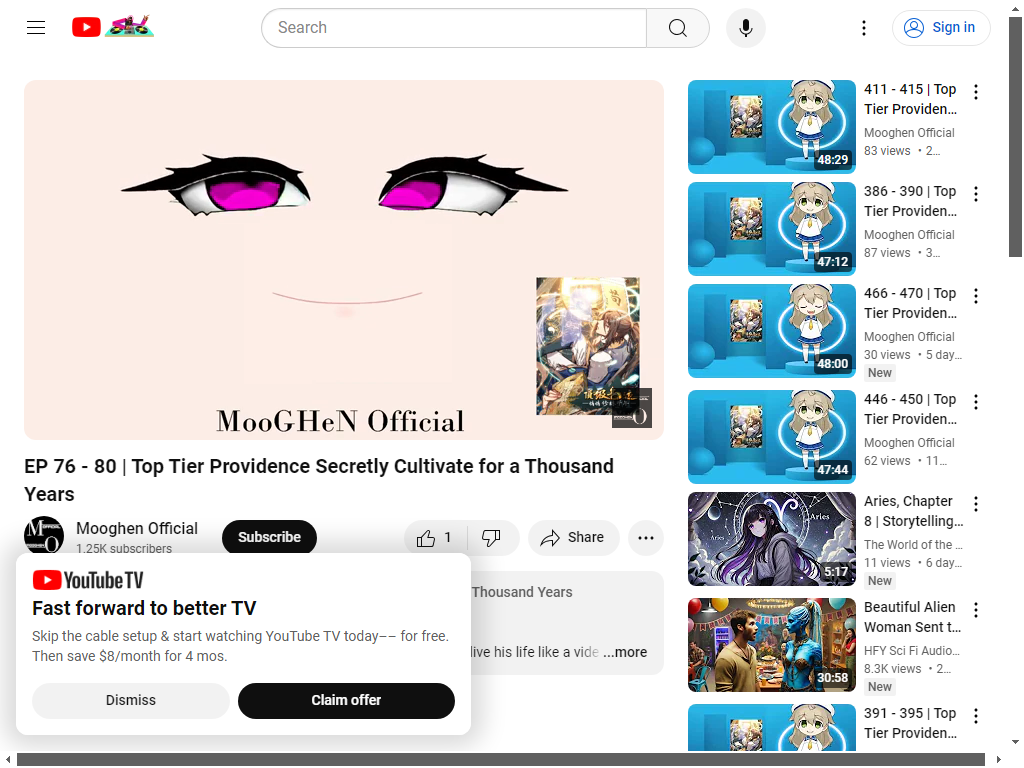 Search
Sign in
MooGHeN Official
EP 76 - 80 | Top Tier Providence Secretly Cultivate for a Thousand
Years
Mooghen Official
1.25K subscribers
Subscribe
1
Share
Thousand Years
live his life like a vide ...more
YouTube TV
Fast forward to better TV
Skip the cable setup & start watching YouTube TV today–– for free.
Then save $8/month for 4 mos.
Dismiss
Claim offer
48:29
411 - 415 | Top
Tier Providen…
Mooghen Official
83 views • 2…
47:12
386 - 390 | Top
Tier Providen…
Mooghen Official
87 views • 3…
48:00
466 - 470 | Top
Tier Providen…
Mooghen Official
30 views • 5 day…
New
47:44
446 - 450 | Top
Tier Providen…
Mooghen Official
62 views • 11…
Aries
Aries
5:17
Aries, Chapter
8 | Storytelling…
The World of the …
11 views • 6 day…
New
30:58
Beautiful Alien
Woman Sent t…
HFY Sci Fi Audio…
8.3K views • 2…
New
391 - 395 | Top
Tier Providen…